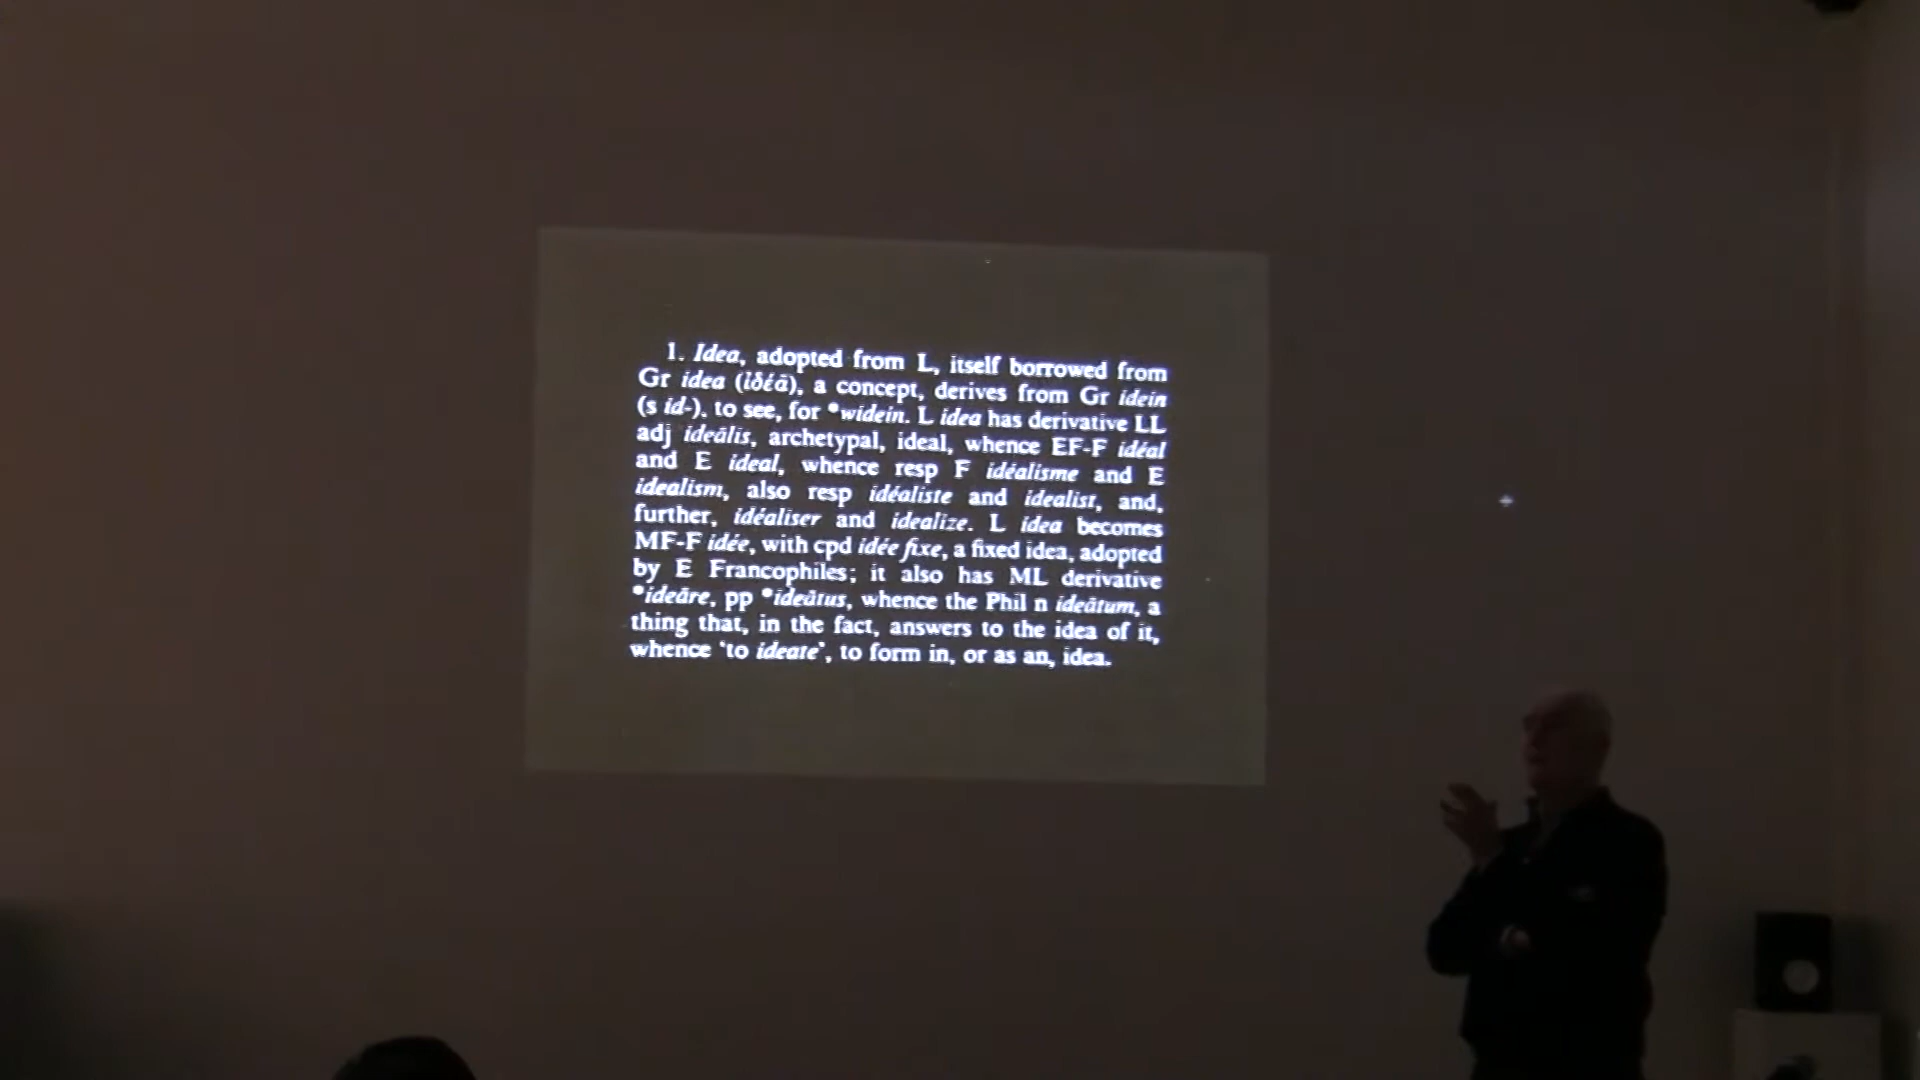 1. Idea, adopted from L, itself borrowed from
Gr idea (ἰδέā), a concept, derives from Gr idein
(s id-), to see, for *widein. L idea has derivative LL
adj ideālis, archetypal, ideal, whence EF-F idéal
and E ideal, whence resp F idéalisme and E
idealism, also resp idéaliste and idealist, and,
further, idéaliser and idealize. L idea becomes
MF-F idée, with cpd idée fixe, a fixed idea, adopted
by E Francophiles; it also has ML derivative
*ideāre, pp *ideātus, whence the Phil n ideātum, a
thing that, in the fact, answers to the idea of it,
whence 'to ideate', to form in, or as an, idea.